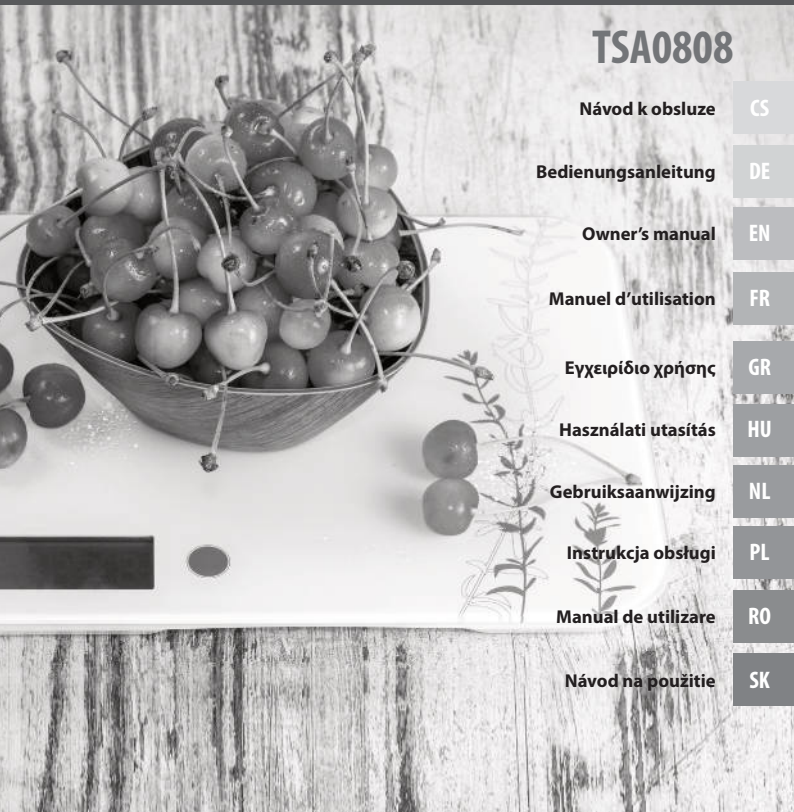 TSA0808
Návod k obsluze CS
Bedienungsanleitung DE
Owner’s manual EN
Manuel d’utilisation FR
Εγχειρίδιο χρήσης GR
Használati utasítás HU
Gebruiksaanwijzing NL
Instrukcja obsługi PL
Manual de utilizare RO
Návod na použitie SK